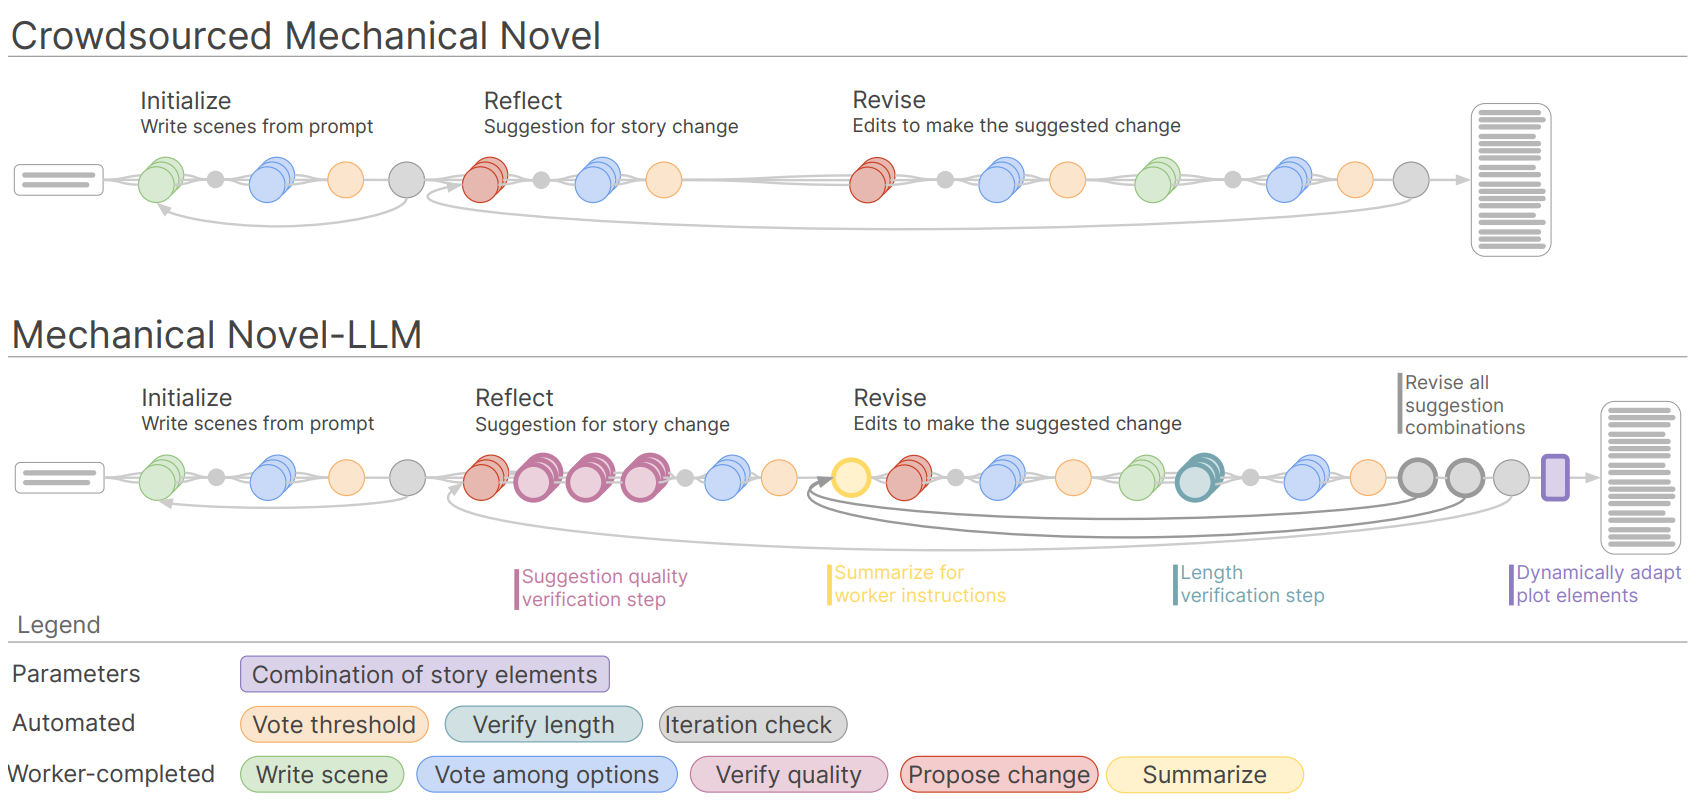 Crowdsourced Mechanical Novel
Initialize
Write scenes from prompt
Reflect
Suggestion for story change
Revise
Edits to make the suggested change
Mechanical Novel-LLM
Initialize
Write scenes from prompt
Reflect
Suggestion for story change
Revise
Edits to make the suggested change
Revise all
suggestion
combinations
Suggestion quality
verification step
Summarize for
worker instructions
Length
verification step
Dynamically adapt
plot elements
Legend
Parameters
Combination of story elements
Automated
Vote threshold
Verify length
Iteration check
Worker-completed
Write scene
Vote among options
Verify quality
Propose change
Summarize